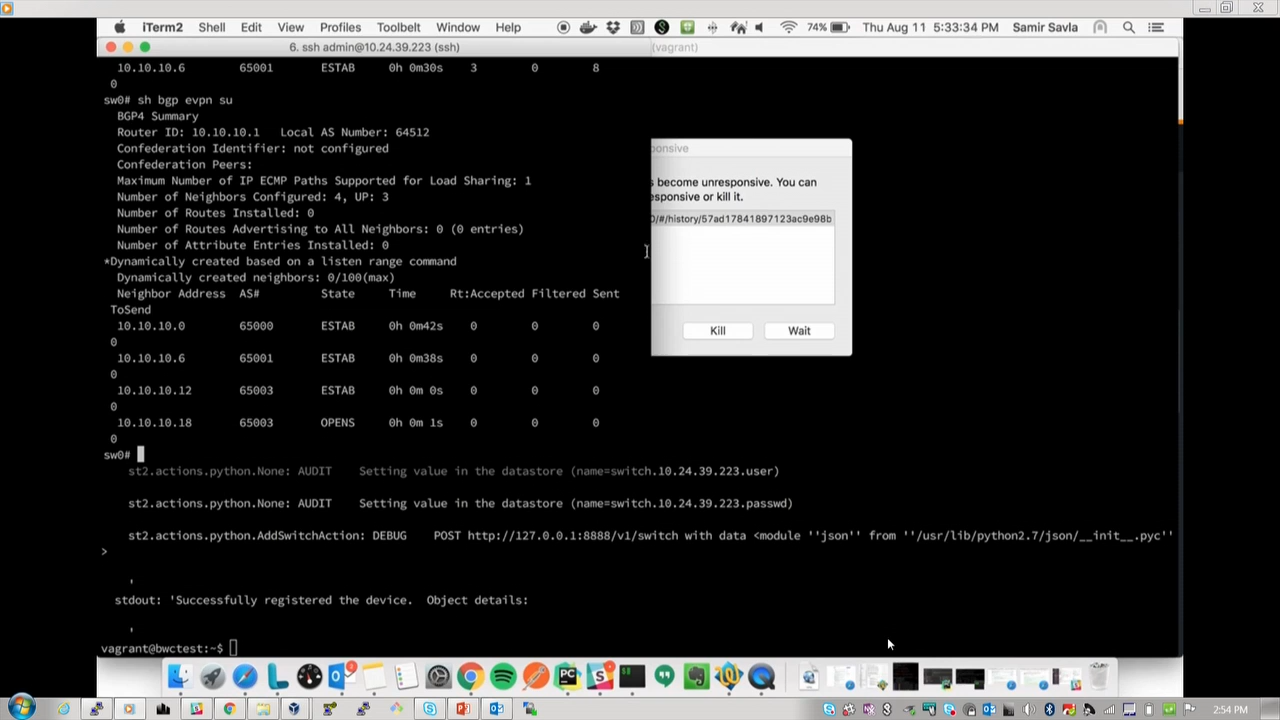 iTerm2 Shell Edit View Profiles Toolbelt Window Help 74% Thu Aug 11 5:33:34 PM Samir Savla
6. ssh admin@10.24.39.223 (ssh) (vagrant)
10.10.10.6 65001 ESTAB 0h 0m30s 3 0 8
0
sw0# sh bgp evpn su
BGP4 Summary
Router ID: 10.10.10.1 Local AS Number: 64512
Confederation Identifier: not configured
Confederation Peers:
Maximum Number of IP ECMP Paths Supported for Load Sharing: 1
Number of Neighbors Configured: 4, UP: 3
Number of Routes Installed: 0
Number of Routes Advertising to All Neighbors: 0 (0 entries)
Number of Attribute Entries Installed: 0
*Dynamically created based on a listen range command
Dynamically created neighbors: 0/100(max)
Neighbor Address AS# State Time Rt:Accepted Filtered Sent
ToSend
10.10.10.0 65000 ESTAB 0h 0m42s 0 0 0
0
10.10.10.6 65001 ESTAB 0h 0m38s 0 0 0
0
10.10.10.12 65003 ESTAB 0h 0m 0s 0 0 0
0
10.10.10.18 65003 OPENS 0h 0m 1s 0 0 0
0
sw0#
ponsive
s become unresponsive. You can
esponsive or kill it.
0/#/history/57ad17841897123ac9e98b
Kill Wait
st2.actions.python.None: AUDIT Setting value in the datastore (name=switch.10.24.39.223.user)
st2.actions.python.None: AUDIT Setting value in the datastore (name=switch.10.24.39.223.passwd)
st2.actions.python.AddSwitchAction: DEBUG POST http://127.0.0.1:8888/v1/switch with data <module ''json'' from ''/usr/lib/python2.7/json/__init__.pyc''
>
'
stdout: 'Successfully registered the device. Object details:
'
vagrant@bwctest:~$
2:54 PM